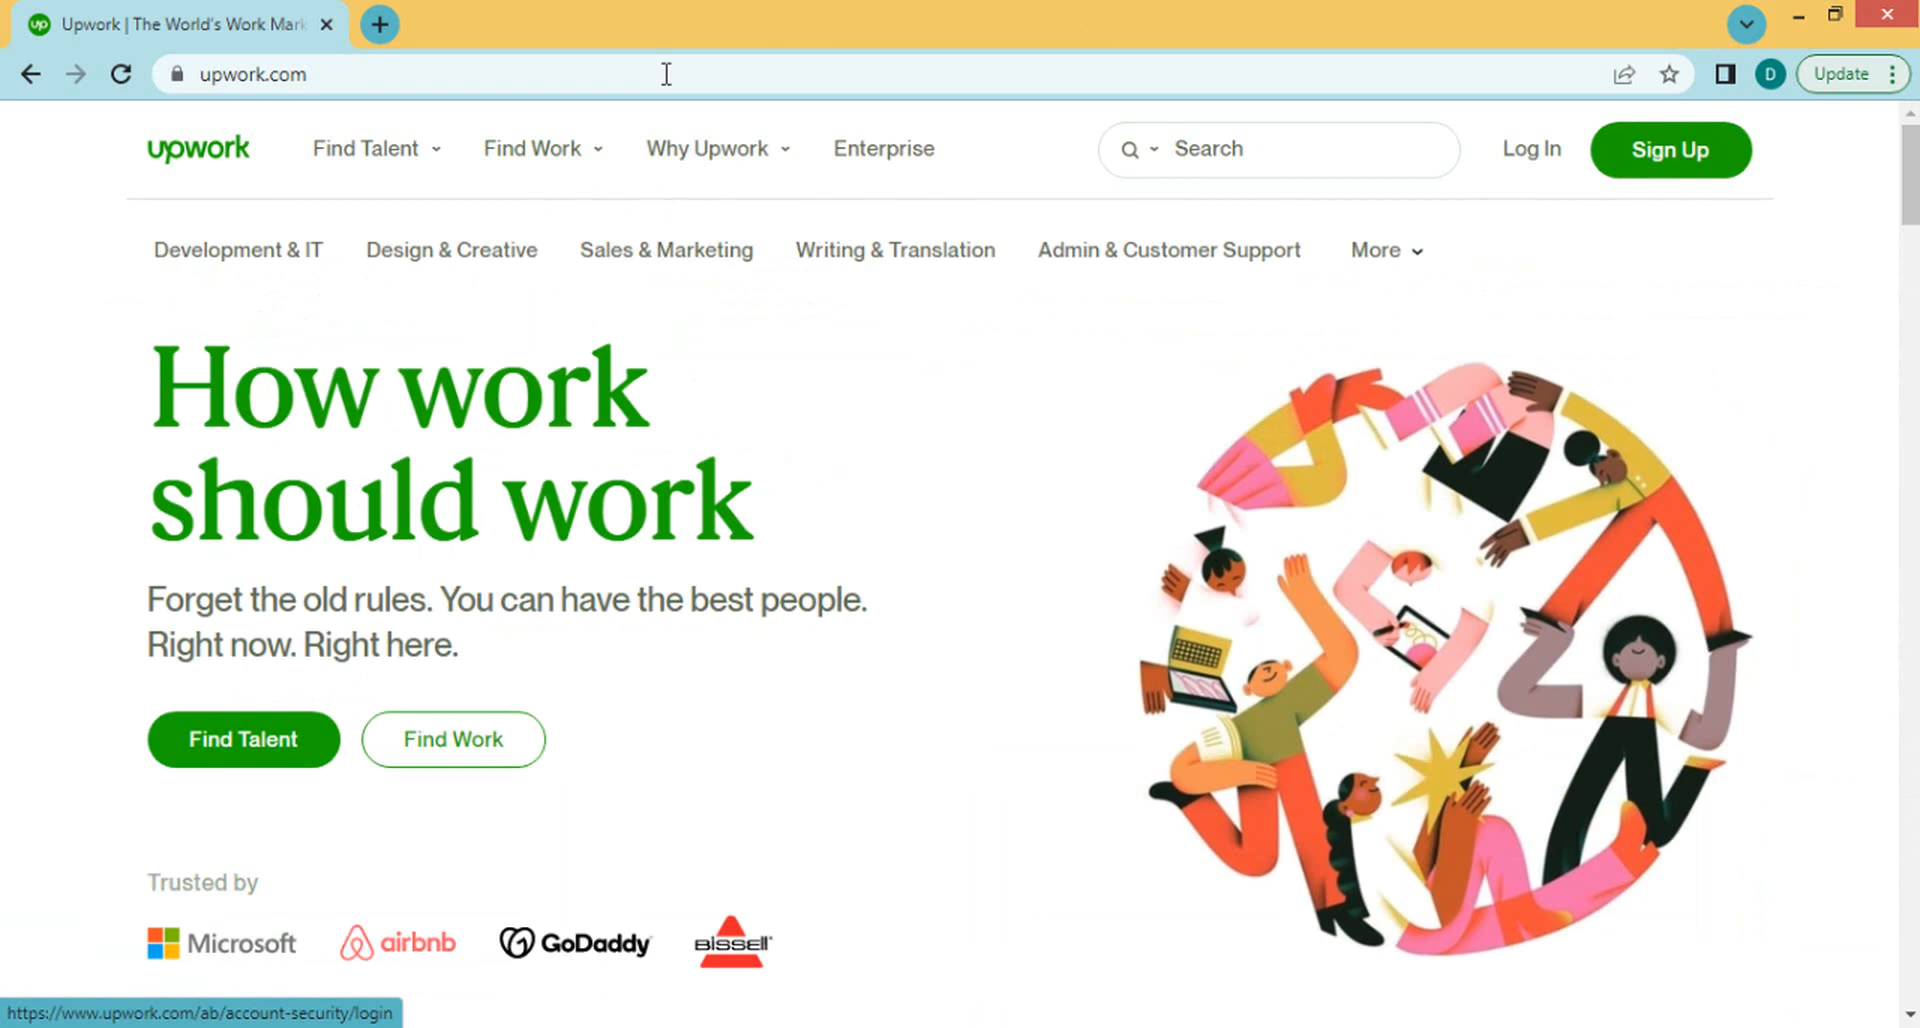 Upwork | The World's Work Mark
upwork.com
D
Update
upwork
Find Talent
Find Work
Why Upwork
Enterprise
Search
Log In
Sign Up
Development & IT
Design & Creative
Sales & Marketing
Writing & Translation
Admin & Customer Support
More
How work
should work
Forget the old rules. You can have the best people.
Right now. Right here.
Find Talent
Find Work
Trusted by
Microsoft
airbnb
GoDaddy
BISSELL
https://www.upwork.com/ab/account-security/login